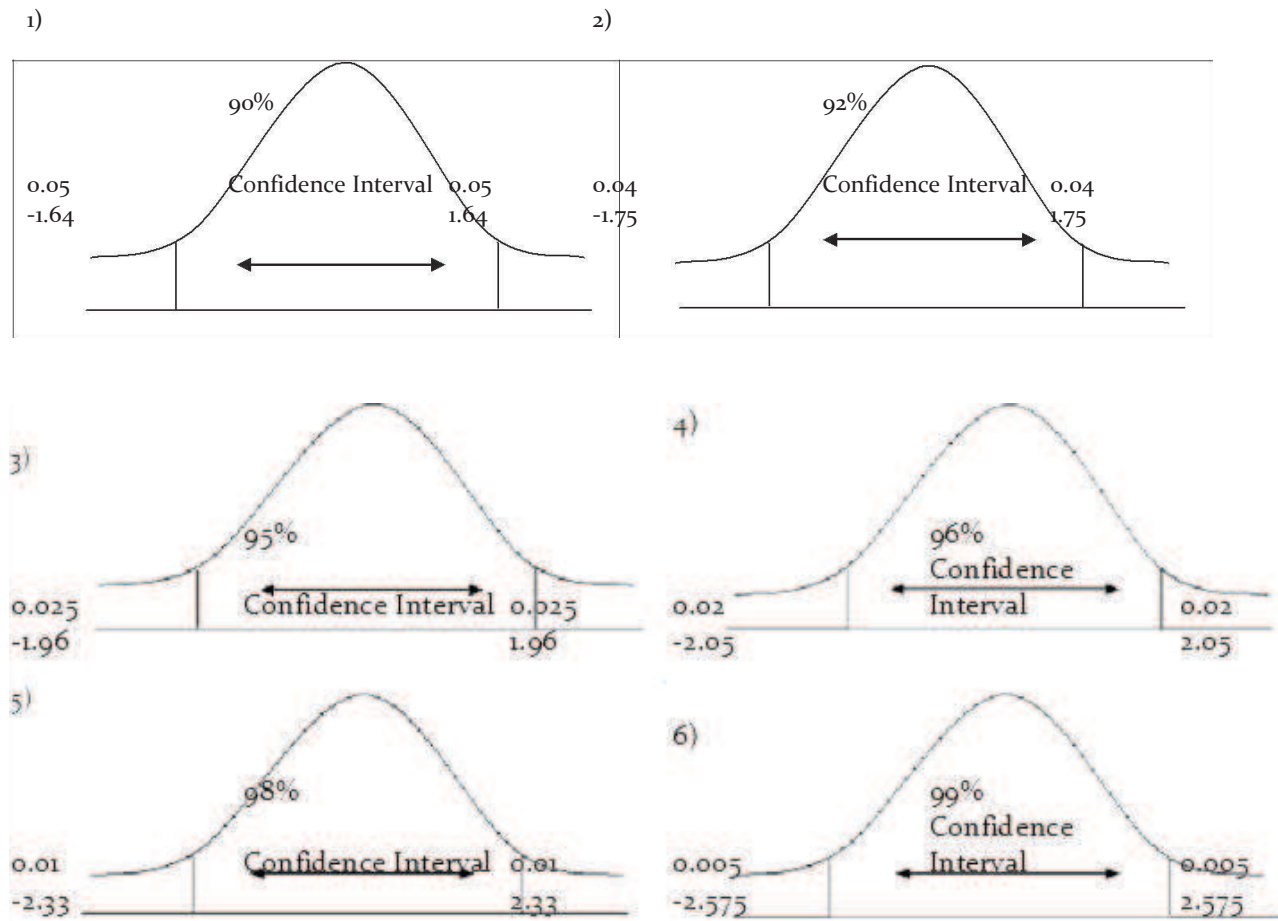 1)
2)
90%
92%
0.05 Confidence Interval 0.05
-1.64 1.64
0.04 Confidence Interval 0.04
-1.75 1.75
3)
4)
95%
96%
Confidence
Interval
0.025 Confidence Interval 0.025
-1.96 1.96
0.02 0.02
-2.05 2.05
5)
6)
98%
99%
Confidence
Interval
0.01 Confidence Interval 0.01
-2.33 2.33
0.005 0.005
-2.575 2.575